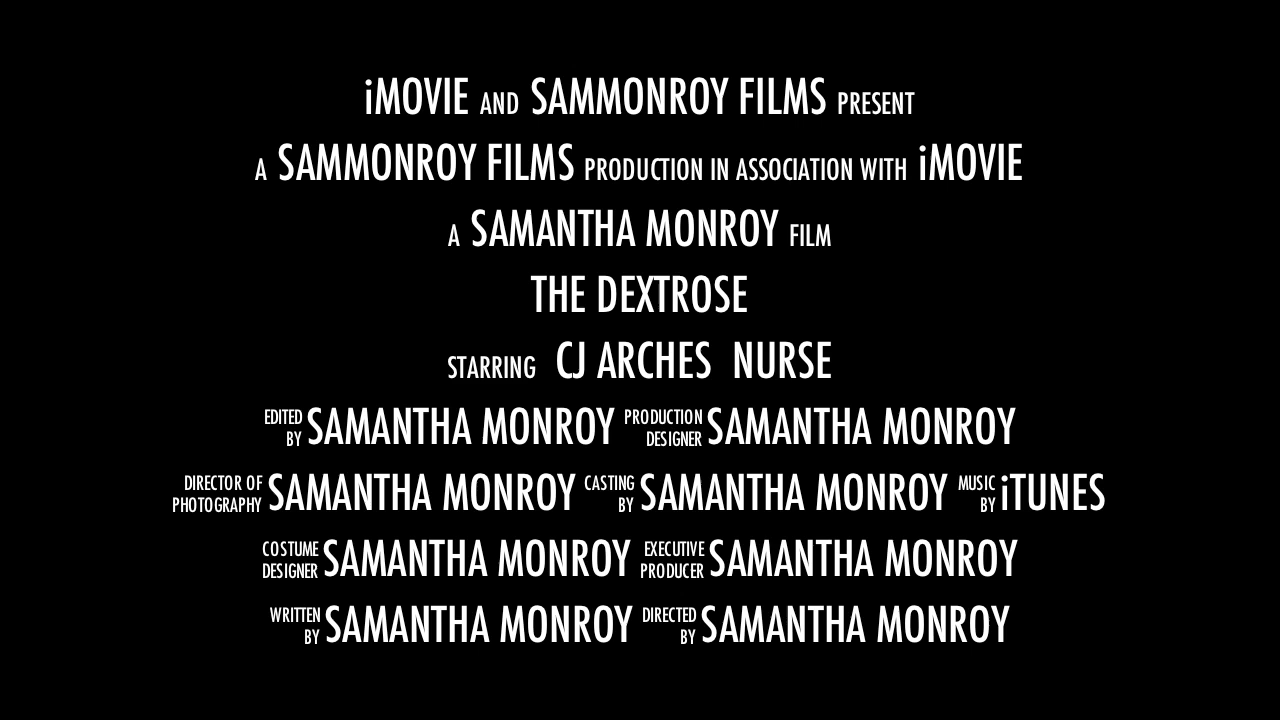 iMOVIE AND SAMMONROY FILMS PRESENT
A SAMMONROY FILMS PRODUCTION IN ASSOCIATION WITH iMOVIE
A SAMANTHA MONROY FILM
THE DEXTROSE
STARRING CJ ARCHES NURSE
EDITED BY SAMANTHA MONROY PRODUCTION DESIGNER SAMANTHA MONROY
DIRECTOR OF PHOTOGRAPHY SAMANTHA MONROY CASTING BY SAMANTHA MONROY MUSIC BY iTUNES
COSTUME DESIGNER SAMANTHA MONROY EXECUTIVE PRODUCER SAMANTHA MONROY
WRITTEN BY SAMANTHA MONROY DIRECTED BY SAMANTHA MONROY